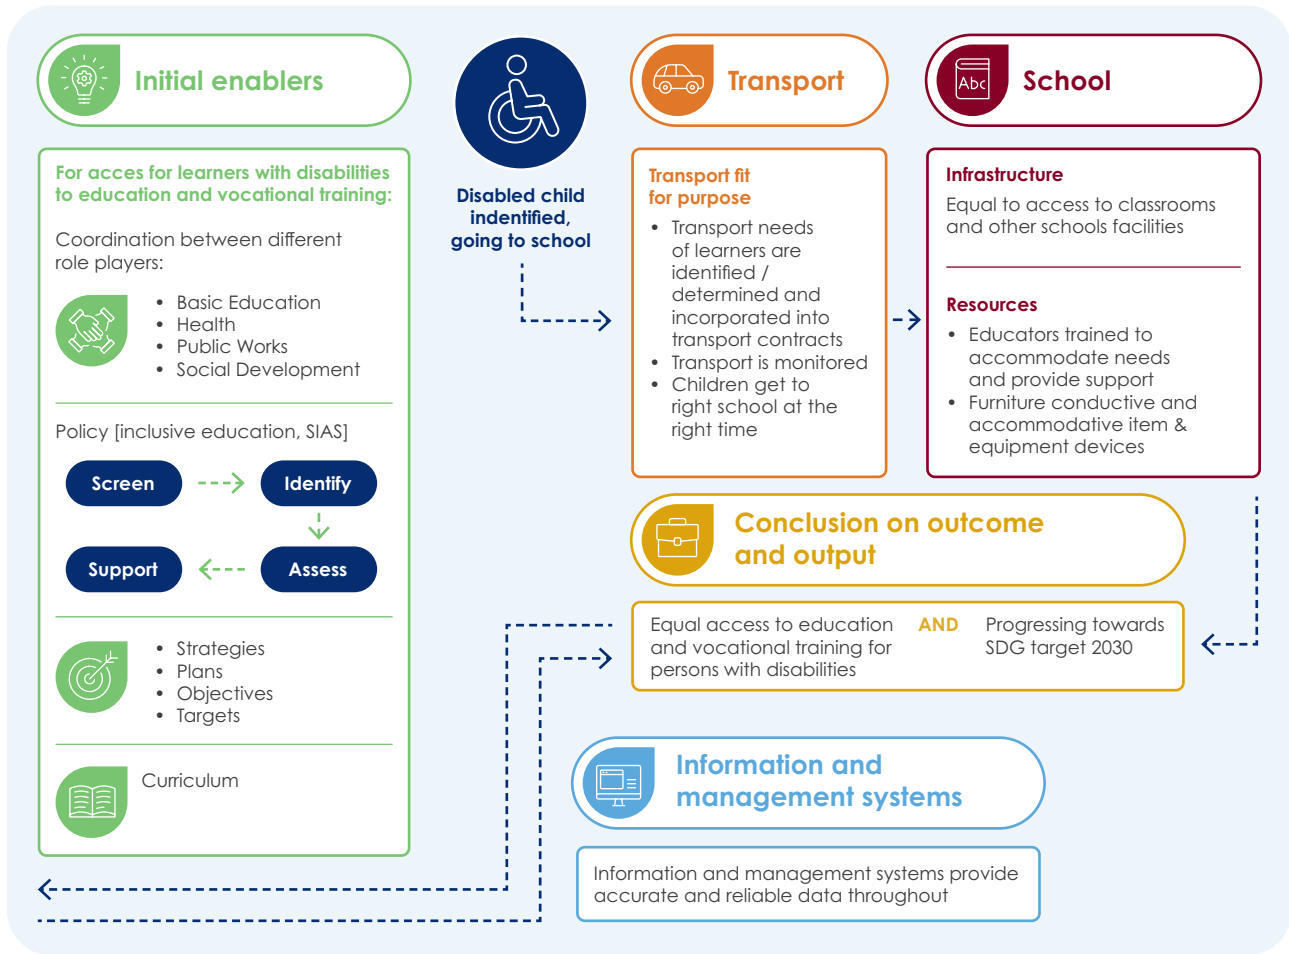 Initial enablers
For acces for learners with disabilities
to education and vocational training:
Coordination between different
role players:
• Basic Education
• Health
• Public Works
• Social Development
Policy [inclusive education, SIAS]
Screen
Identify
Support
Assess
• Strategies
• Plans
• Objectives
• Targets
Curriculum
Disabled child
indentified,
going to school
Transport
Transport fit
for purpose
• Transport needs
of learners are
identified /
determined and
incorporated into
transport contracts
• Transport is monitored
• Children get to
right school at the
right time
Abc
School
Infrastructure
Equal to access to classrooms
and other schools facilities
Resources
• Educators trained to
accommodate needs
and provide support
• Furniture conductive and
accommodative item &
equipment devices
Conclusion on outcome
and output
Equal access to education
and vocational training for
persons with disabilities
AND
Progressing towards
SDG target 2030
Information and
management systems
Information and management systems provide
accurate and reliable data throughout